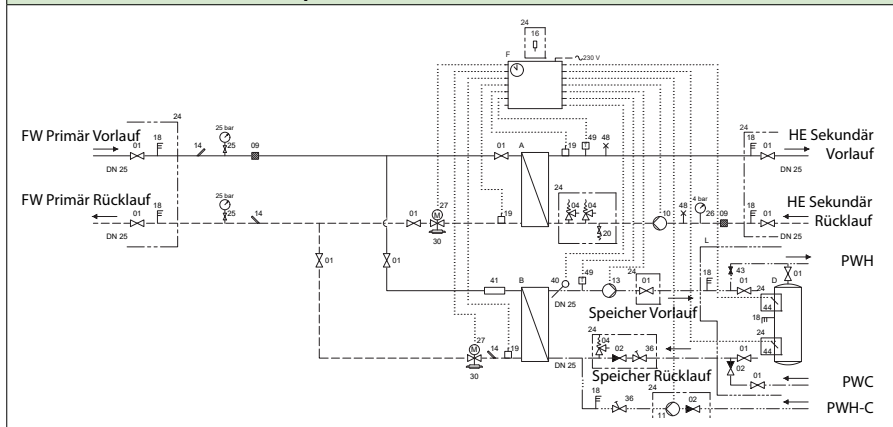 24
16
F
230 V
24
25 bar
24
FW Primär Vorlauf
18
14
25
09
01
A
19
49
48
18
HE Sekundär
Vorlauf
01
01
DN 25
DN 25
FW Primär Rücklauf
25 bar
27
M
24
04
04
10
48
4 bar
26
09
18
HE Sekundär
Rücklauf
01
18
25
14
01
30
19
20
01
DN 25
DN 25
L
PWH
01
01
43
01
41
B
40
49
13
24
01
18
01
D
24
44
DN 25
Speicher Vorlauf
18
27
M
14
19
30
24
04
02
36
24
44
01
DN 25
Speicher Rücklauf
02
01
PWC
18
36
24
11
02
PWH-C